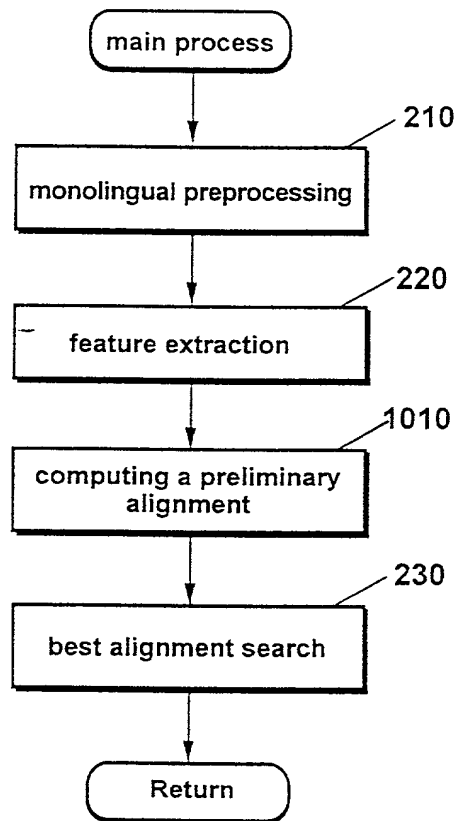 main process
210
monolingual preprocessing
220
feature extraction
1010
computing a preliminary
alignment
230
best alignment search
Return